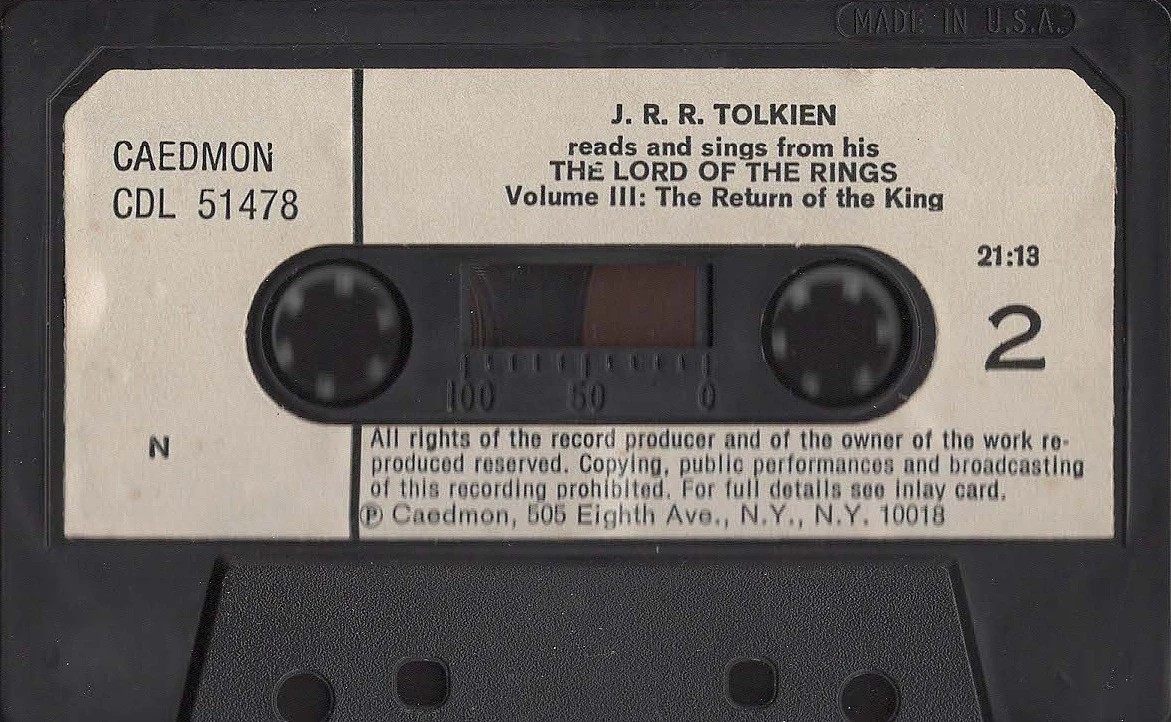 MADE IN U.S.A.
CAEDMON
CDL 51478
J. R. R. TOLKIEN
reads and sings from his
THE LORD OF THE RINGS
Volume III: The Return of the King
21:13
2
100 50 0
N
All rights of the record producer and of the owner of the work re-
produced reserved. Copying, public performances and broadcasting
of this recording prohibited. For full details see inlay card.
℗ Caedmon, 505 Eighth Ave., N.Y., N.Y. 10018